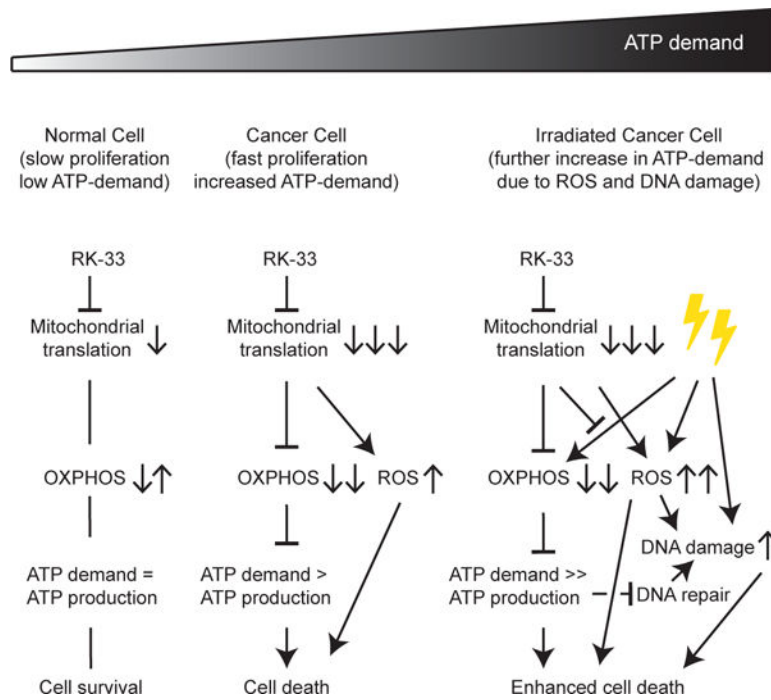 ATP demand
Normal Cell
(slow proliferation
low ATP-demand)
Cancer Cell
(fast proliferation
increased ATP-demand)
Irradiated Cancer Cell
(further increase in ATP-demand
due to ROS and DNA damage)
RK-33
RK-33
RK-33
Mitochondrial
translation ↓
Mitochondrial
translation ↓↓↓
Mitochondrial
translation ↓↓↓
OXPHOS ↓↑
OXPHOS ↓↓ ROS ↑
OXPHOS ↓↓ ROS ↑↑
DNA damage ↑
ATP demand =
ATP production
ATP demand >
ATP production
ATP demand >>
ATP production
DNA repair
Cell survival
Cell death
Enhanced cell death